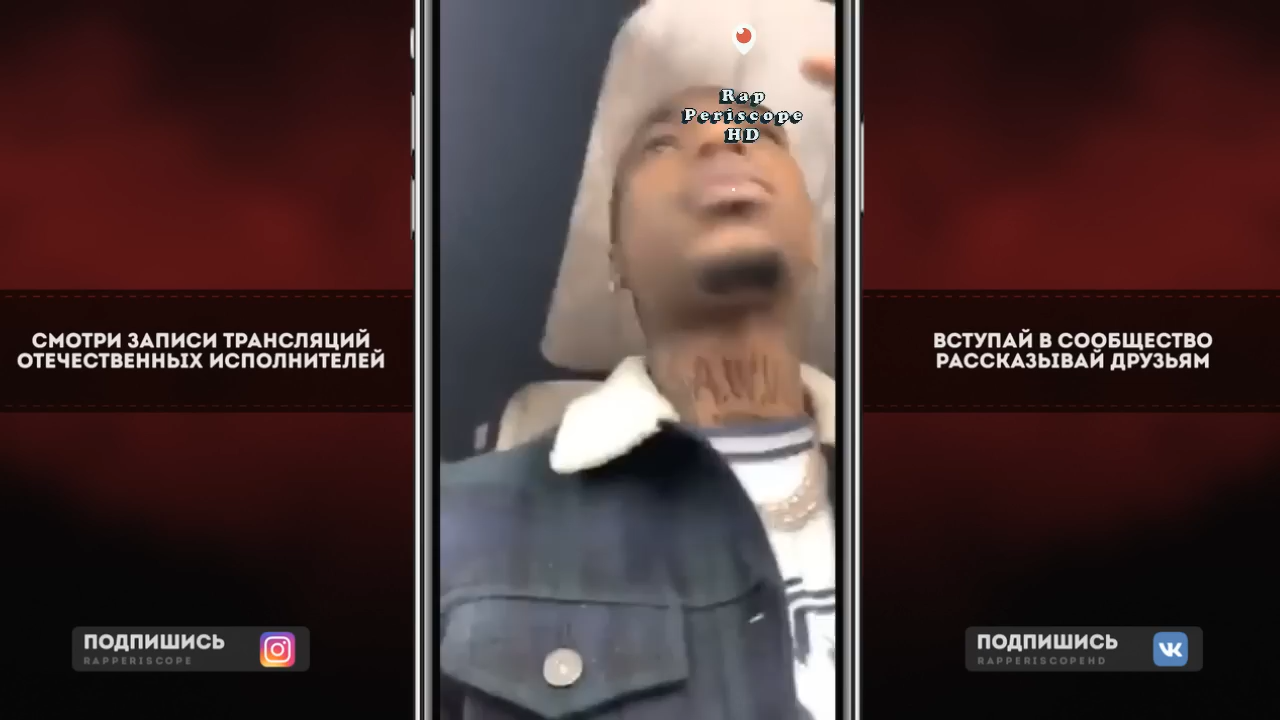 Rap
Periscope
HD
СМОТРИ ЗАПИСИ ТРАНСЛЯЦИЙ
ОТЕЧЕСТВЕННЫХ ИСПОЛНИТЕЛЕЙ
ВСТУПАЙ В СООБЩЕСТВО
РАССКАЗЫВАЙ ДРУЗЬЯМ
ПОДПИШИСЬ
RAPPERISCOPE
ПОДПИШИСЬ
RAPPERISCOPEHD